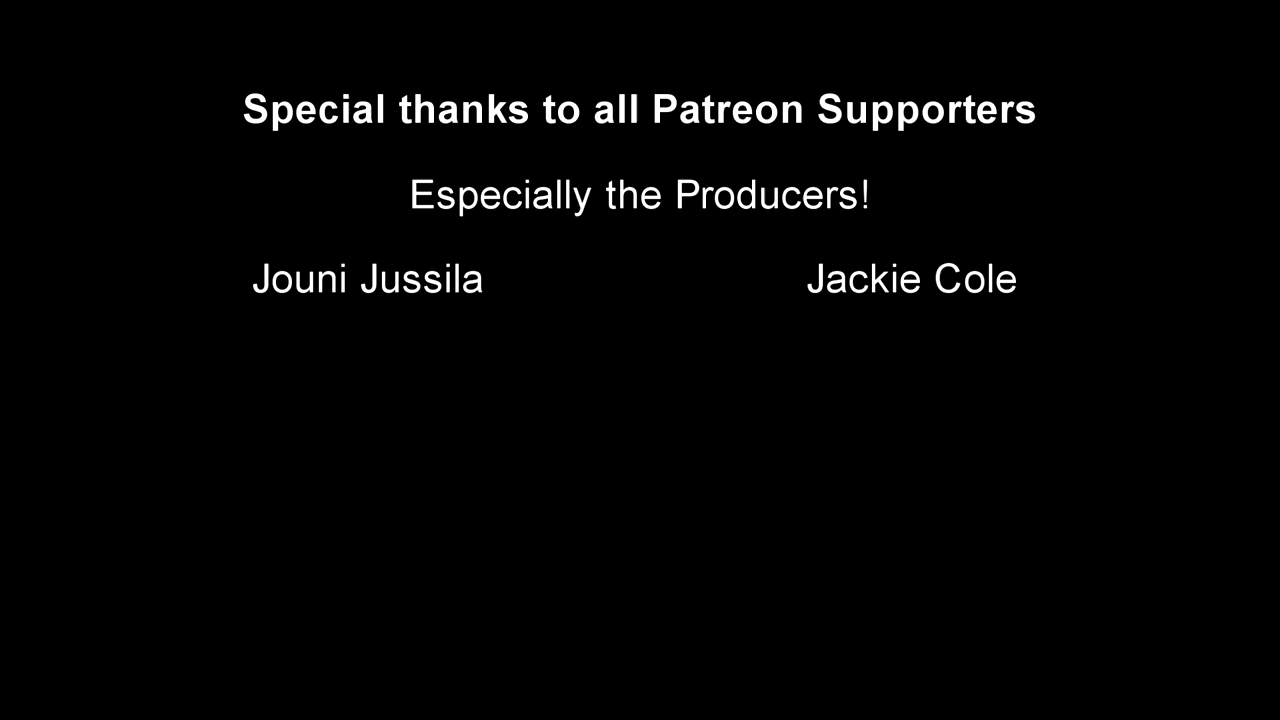 Special thanks to all Patreon Supporters
Especially the Producers!
Jouni Jussila Jackie Cole